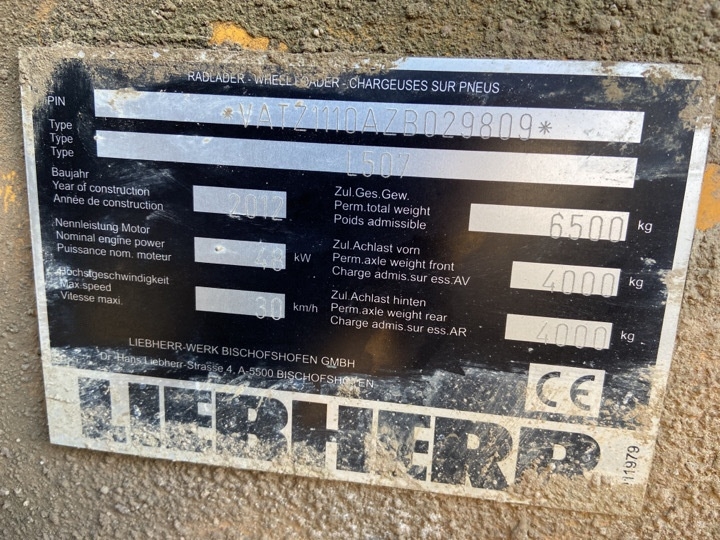 RADLADER - WHEELLOADER - CHARGEUSES SUR PNEUS
PIN *VATZ1110AZB029809*
Type
Type L507
Type
Baujahr
Year of construction 2012
Année de construction
Nennleistung Motor
Nominal engine power 48 kW
Puissance nom. moteur
Höchstgeschwindigkeit
Max speed 30 km/h
Vitesse maxi.
Zul.Ges.Gew.
Perm.total weight 6500 kg
Poids admissible
Zul.Achlast vorn
Perm.axle weight front 4000 kg
Charge admis.sur ess.AV
Zul.Achlast hinten
Perm.axle weight rear 4000 kg
Charge admis.sur ess.AR
LIEBHERR-WERK BISCHOFSHOFEN GMBH
Dr. Hans Liebherr-Strasse 4, A-5500 BISCHOFSHOFEN
CE
LIEBHERR